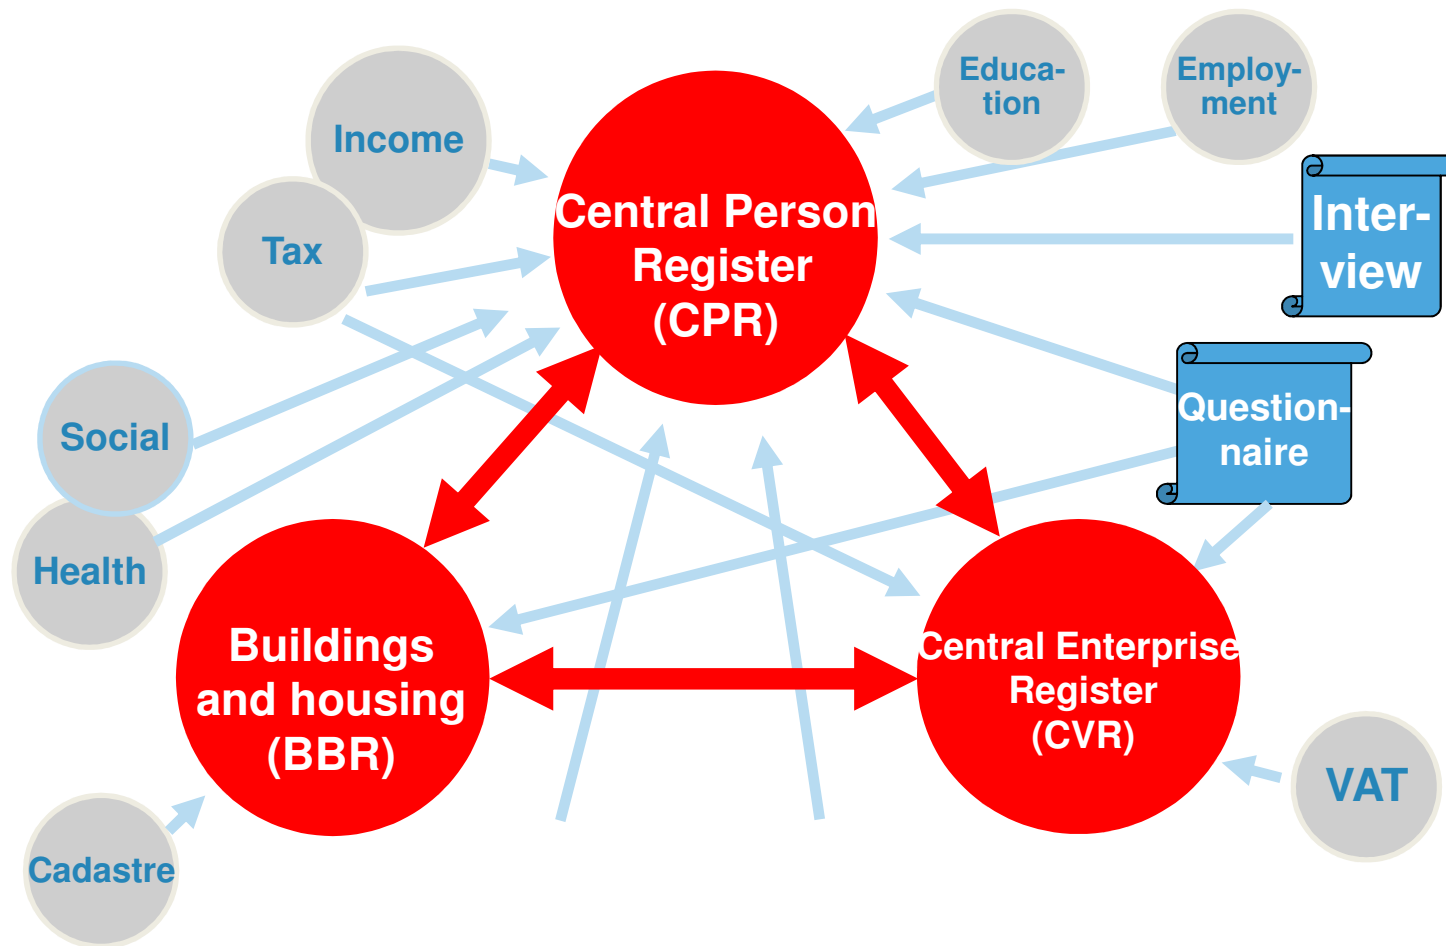 Educa-
tion
Employ-
ment
Income
Tax
Central Person
Register
(CPR)
Inter-
view
Question-
naire
Social
Health
Buildings
and housing
(BBR)
Central Enterprise
Register
(CVR)
VAT
Cadastre